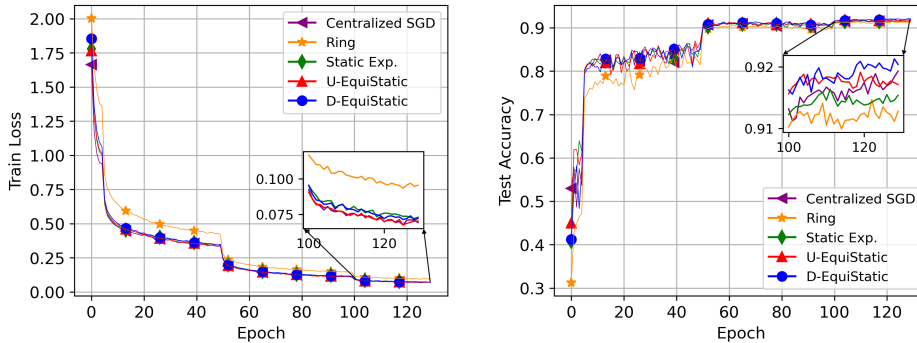 2.00
1.75
1.50
1.25
1.00
0.75
0.50
0.25
0.00
Train Loss
0 20 40 60 80 100 120
Epoch
Centralized SGD
Ring
Static Exp.
U-EquiStatic
D-EquiStatic
0.100
0.075
100 120
0.9
0.8
0.7
0.6
0.5
0.4
0.3
Test Accuracy
0 20 40 60 80 100 120
Epoch
0.92
0.91
100 120
Centralized SGD
Ring
Static Exp.
U-EquiStatic
D-EquiStatic